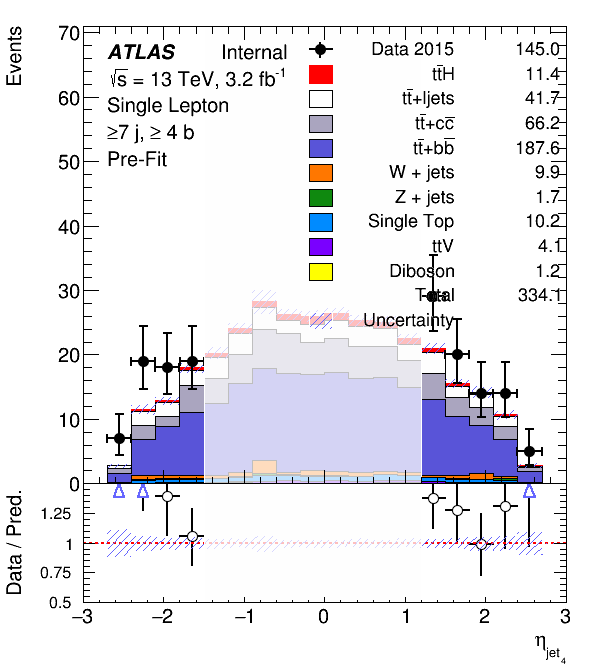 Events
70
60
50
40
30
20
10
0
ATLAS Internal
√s = 13 TeV, 3.2 fb-1
Single Lepton
≥7 j, ≥ 4 b
Pre-Fit
Data 2015 145.0
tt̄H 11.4
tt̄+ljets 41.7
tt̄+cc̄ 66.2
tt̄+bb̄ 187.6
W + jets 9.9
Z + jets 1.7
Single Top 10.2
tt̄V 4.1
Diboson 1.2
Total 334.1
Uncertainty
Data / Pred.
1.25
1
0.75
0.5
−3 −2 −1 0 1 2 3
ηjet4